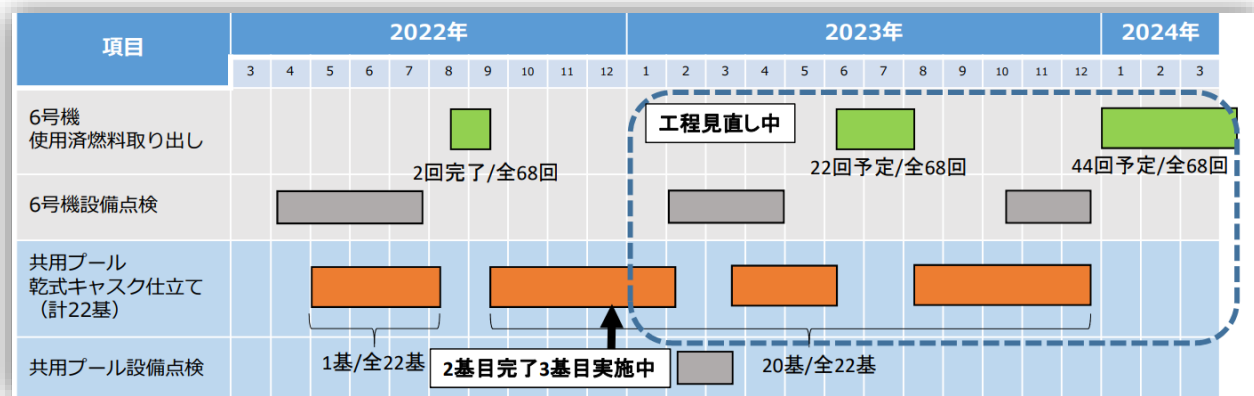 項目
2022年
2023年
2024年
3 4 5 6 7 8 9 10 11 12 1 2 3 4 5 6 7 8 9 10 11 12 1 2 3
6号機
使用済燃料取り出し
工程見直し中
2回完了/全68回
22回予定/全68回
44回予定/全68回
6号機設備点検
共用プール
乾式キャスク仕立て
（計22基）
1基/全22基
2基目完了3基目実施中
20基/全22基
共用プール設備点検